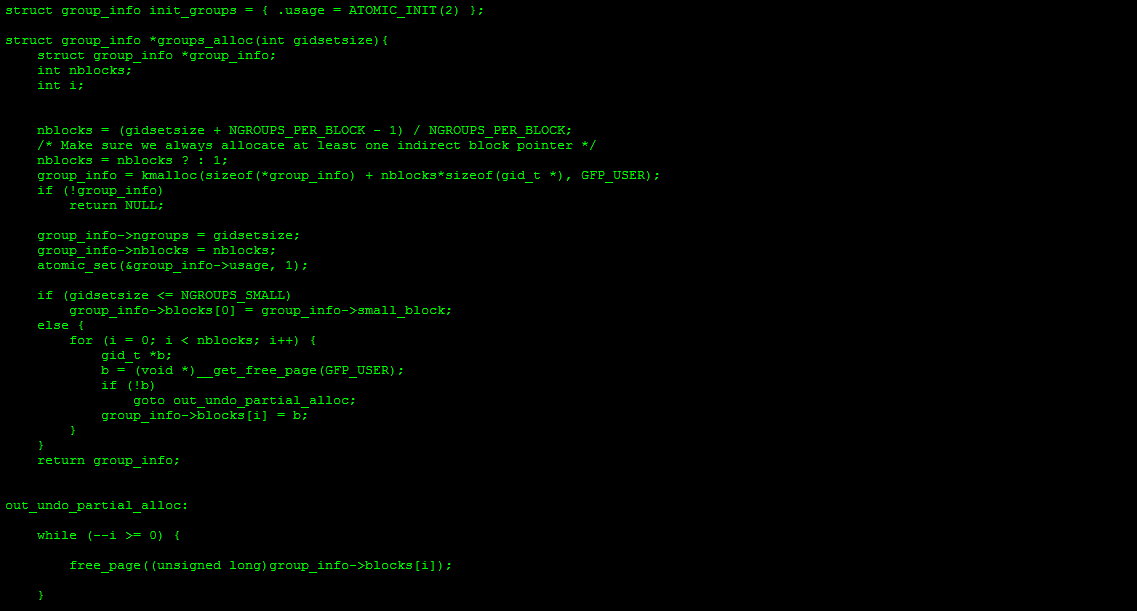 struct group_info init_groups = { .usage = ATOMIC_INIT(2) };
struct group_info *groups_alloc(int gidsetsize){
    struct group_info *group_info;
    int nblocks;
    int i;
    nblocks = (gidsetsize + NGROUPS_PER_BLOCK - 1) / NGROUPS_PER_BLOCK;
    /* Make sure we always allocate at least one indirect block pointer */
    nblocks = nblocks ? : 1;
    group_info = kmalloc(sizeof(*group_info) + nblocks*sizeof(gid_t *), GFP_USER);
    if (!group_info)
        return NULL;
    group_info->ngroups = gidsetsize;
    group_info->nblocks = nblocks;
    atomic_set(&group_info->usage, 1);
    if (gidsetsize <= NGROUPS_SMALL)
        group_info->blocks[0] = group_info->small_block;
    else {
        for (i = 0; i < nblocks; i++) {
            gid_t *b;
            b = (void *)__get_free_page(GFP_USER);
            if (!b)
                goto out_undo_partial_alloc;
            group_info->blocks[i] = b;
        }
    }
    return group_info;
out_undo_partial_alloc:
    while (--i >= 0) {
        free_page((unsigned long)group_info->blocks[i]);
    }